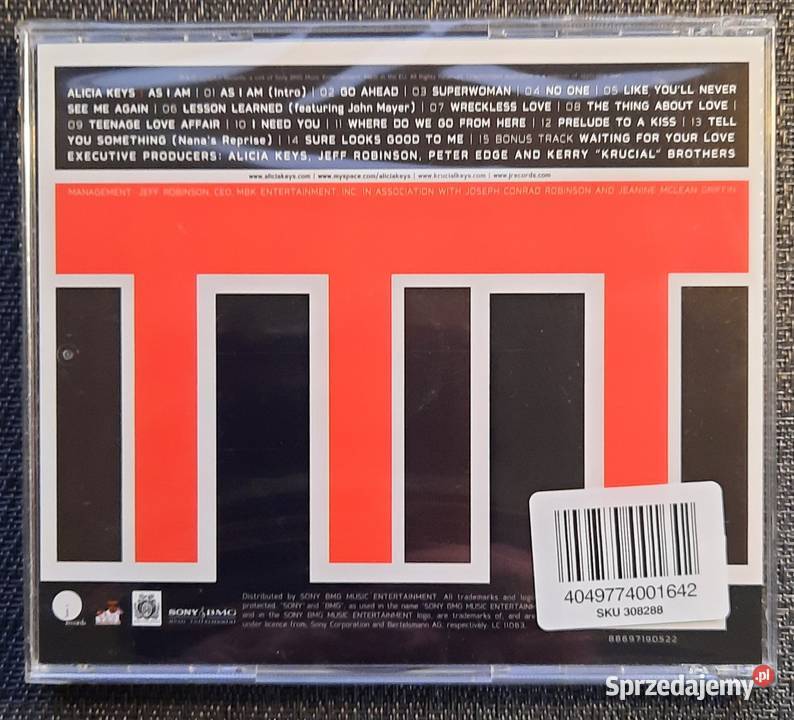 ALICIA KEYS | AS I AM | 01 AS I AM (Intro) | 02 GO AHEAD | 03 SUPERWOMAN | 04 NO ONE | 05 LIKE YOU'LL NEVER
SEE ME AGAIN | 06 LESSON LEARNED (featuring John Mayer) | 07 WRECKLESS LOVE | 08 THE THING ABOUT LOVE |
09 TEENAGE LOVE AFFAIR | 10 I NEED YOU | 11 WHERE DO WE GO FROM HERE | 12 PRELUDE TO A KISS | 13 TELL
YOU SOMETHING (Nana's Reprise) | 14 SURE LOOKS GOOD TO ME | 15 BONUS TRACK WAITING FOR YOUR LOVE
EXECUTIVE PRODUCERS: ALICIA KEYS, JEFF ROBINSON, PETER EDGE AND KERRY "KRUCIAL" BROTHERS
www.aliciakeys.com | www.myspace.com/aliciakeys | www.krucialkeys.com | www.jrecords.com
MANAGEMENT: JEFF ROBINSON, CEO, MBK ENTERTAINMENT, INC. IN ASSOCIATION WITH JOSEPH CONRAD ROBINSON AND JEANINE MCLEAN GRIFFIN
4049774001642
SKU 308288
j
records
SONY BMG
MUSIC ENTERTAINMENT
Distributed by SONY BMG MUSIC ENTERTAINMENT. All trademarks and logo
protected. "SONY" and "BMG", as used in the name "SONY BMG MUSIC ENTERTAINM
and in the SONY BMG MUSIC ENTERTAINMENT logo, are trademarks of, and are
under licence from, Sony Corporation and Bertelsmann AG, respectively. LC 11083.
88697190522
Sprzedajemy.pl